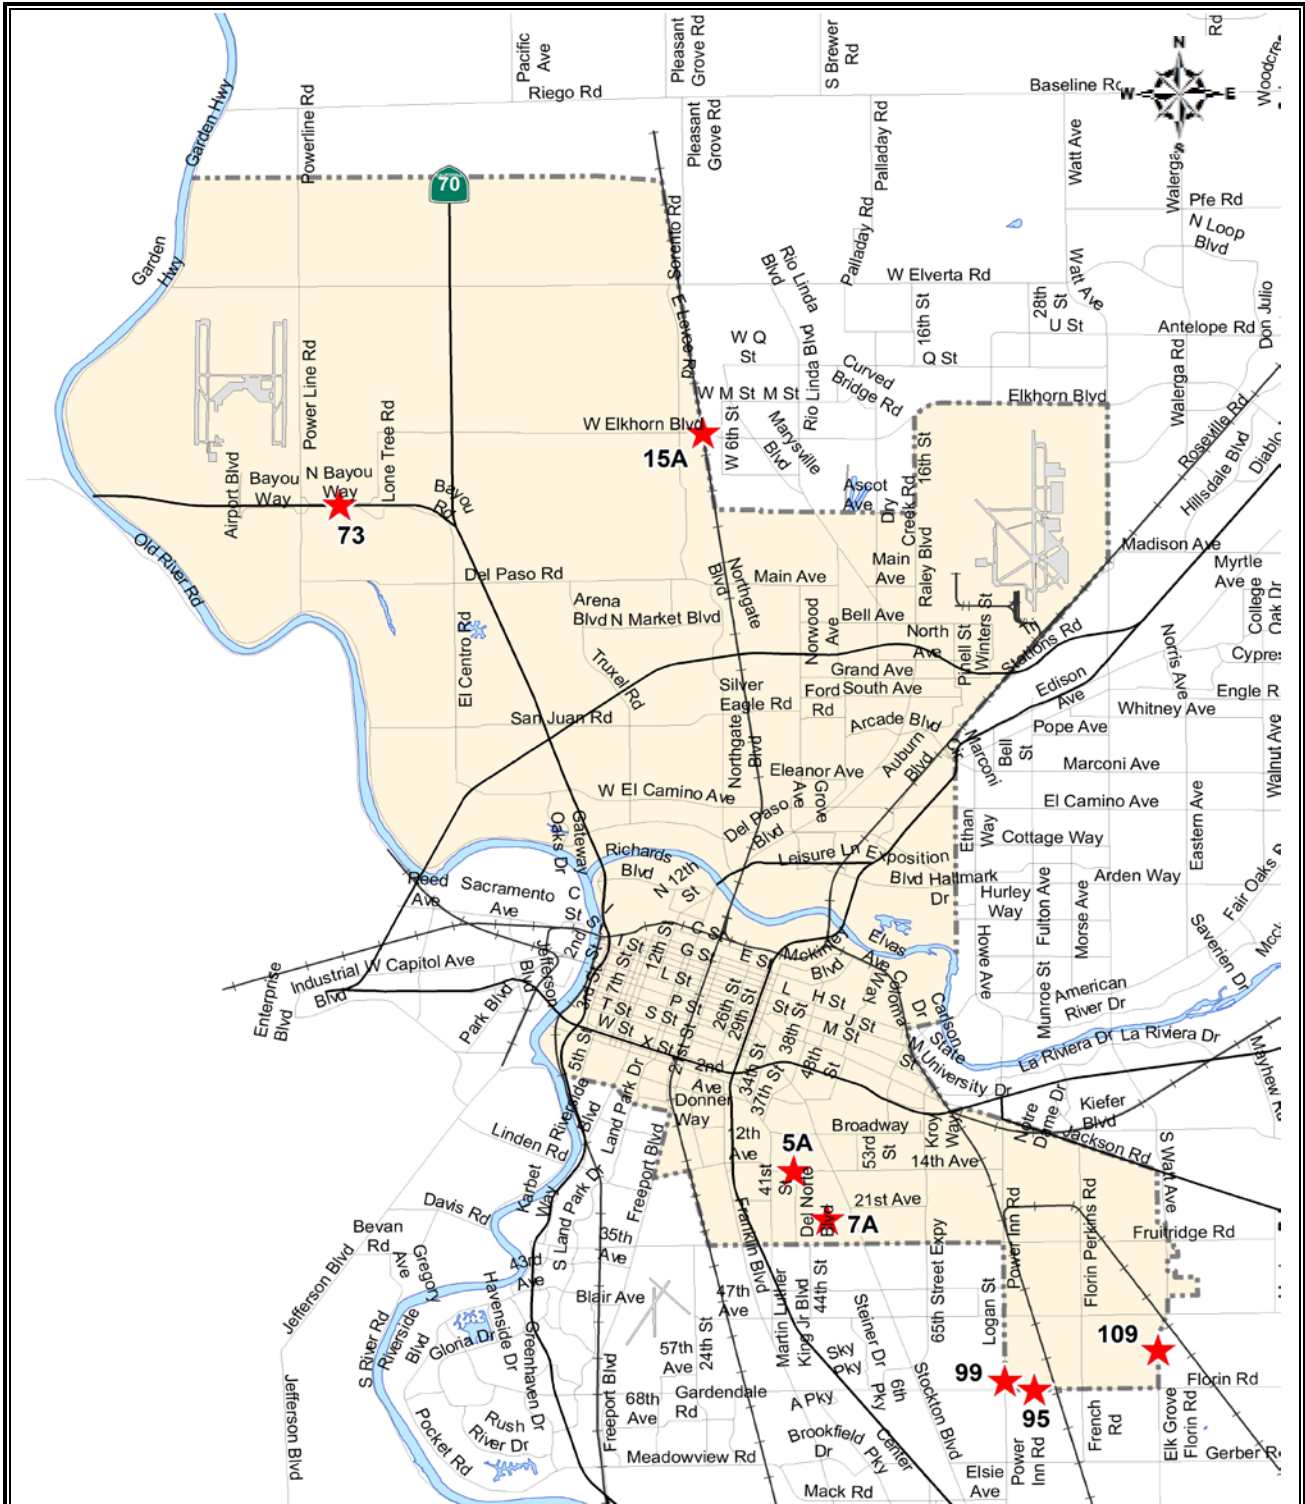 Pacific
Ave
Pleasant
Grove Rd
S Brewer
Rd
Rd
Riego Rd
Baseline Rd
N
W
E
S
Garden Hwy
Powerline Rd
Pleasant
Grove Rd
Palladay Rd
Watt Ave
Walerga
70
Pfe Rd
N Loop
Blvd
Garden
Hwy
Sorento Rd
Palladay Rd
W Elverta Rd
Watt Ave
Rio Linda
Blvd
E Levee Rd
16th St
28th
St
U St
Antelope Rd
Don Julio
W Q
St
Q St
Rio Linda Blvd
Curved
Bridge Rd
Power Line Rd
Walerga Rd
W M St
M St
Elkhorn Blvd
W Elkhorn Blvd
Lone Tree Rd
W 6th St
Marysville
Blvd
16th St
Roseville Rd
Hillsdale Blvd
Diablo
15A
Airport Blvd
Bayou
Way
N Bayou
Way
Bayou
Rd
Ascot
Ave
Dry
Creek Rd
73
Old River Rd
Raley Blvd
Madison Ave
Myrtle
Ave
College
Oak Dr
Del Paso Rd
Northgate
Blvd
Main Ave
Main
Ave
Arena
Blvd
N Market Blvd
Norwood
Ave
Bell Ave
Winters St
Pinell St
North
Ave
Stations Rd
El Centro Rd
Truxel Rd
Grand Ave
Norris Ave
Cypres
Silver
Eagle Rd
Ford
Rd
South Ave
Edison
Ave
Engle R
Whitney Ave
San Juan Rd
Northgate
Blvd
Arcade Blvd
Auburn
Blvd
Marconi
Cir
Bell
St
Pope Ave
Marconi Ave
Walnut Ave
Eleanor Ave
Grove
Ave
W El Camino Ave
Del Paso
Blvd
El Camino Ave
Ethan
Way
Cottage Way
Eastern Ave
Gateway
Oaks Dr
Richards
Blvd
Leisure Ln
Exposition
Blvd
Hallmark
Dr
Arden Way
Fair Oaks
Reed
Ave
Sacramento
Ave
N 12th
St
Hurley
Way
Fulton Ave
Morse Ave
C
St
2nd
St
I St
C St
12th St
G St
E St
Mckinley
Blvd
Elvas
Ave
Howe Ave
Saverien Dr
Enterprise
Blvd
Industrial
Blvd
W Capitol Ave
Jefferson
Blvd
Park Blvd
3rd St
7th St
L St
P St
S St
T St
W St
X St
21st St
26th St
29th St
L
St
H St
J St
M St
38th St
Way
Coloma
Carlson
Dr
State
University Dr
M
St
Munroe St
American
River Dr
La Riviera Dr
La Riviera Dr
Mayhew
5th St
2nd
Ave
34th St
37th St
48th
St
Riverside
Blvd
Land Park Dr
Donner
Way
Linden Rd
Freeport Blvd
12th
Ave
5A
41st
St
Broadway
53rd
St
Kroy
Way
14th Ave
Notre
Dame Dr
Kiefer
Blvd
Jackson Rd
S Watt Ave
Karbet
Way
S Land Park Dr
Davis Rd
Del Norte
Blvd
21st Ave
7A
Franklin Blvd
Power Inn Rd
Florin Perkins Rd
Fruitridge Rd
Bevan
Rd
Gregory
Ave
35th
Ave
43rd
Ave
65th Street Expy
Jefferson Blvd
S River Rd
Riverside
Blvd
Havenside Dr
Greenhaven Dr
Blair Ave
47th
Ave
Martin Luther
King Jr Blvd
44th St
Logan St
Gloria Dr
24th St
57th
Ave
Sky
Pky
Steiner Dr
109
99
95
Jefferson Blvd
Pocket Rd
Rush
River Dr
Freeport Blvd
68th
Ave
Gardendale
Rd
A Pky
6th
Pky
Stockton Blvd
Florin Rd
Brookfield
Dr
Center
Pky
French
Rd
Elk Grove
Florin Rd
Meadowview Rd
Elsie
Ave
Power
Inn Rd
Gerber R
Mack Rd